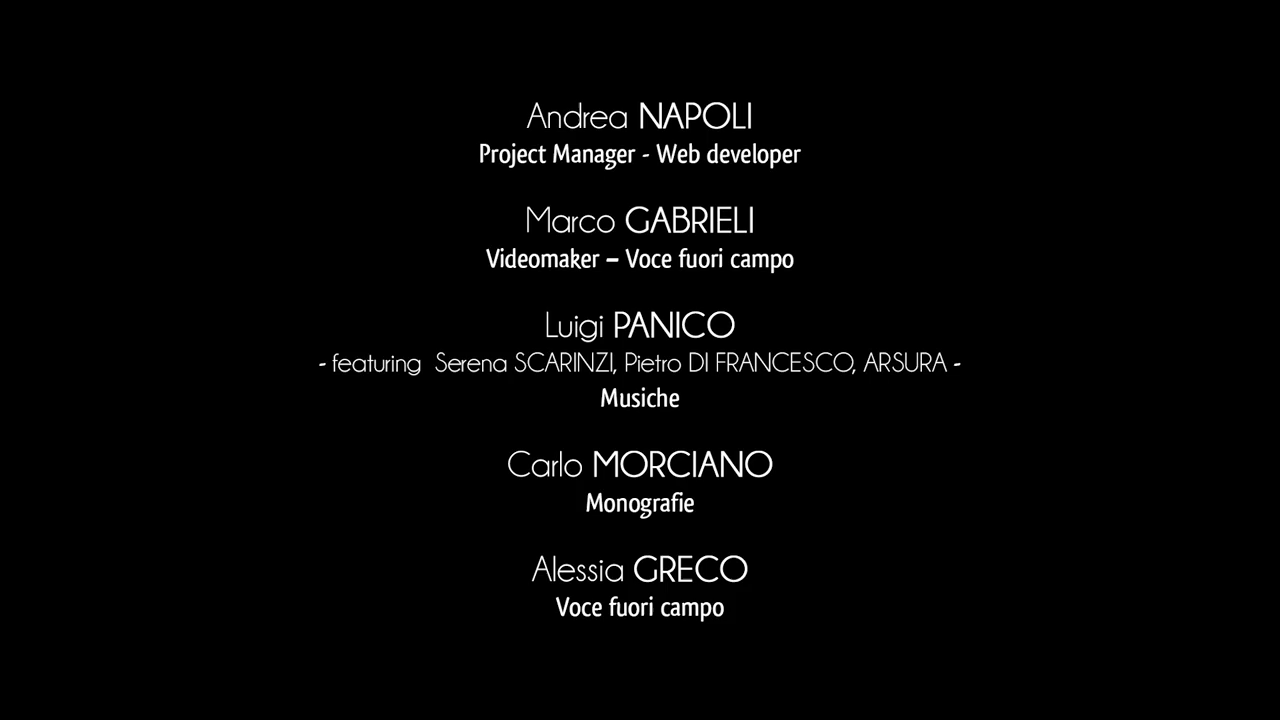 Andrea NAPOLI
Project Manager - Web developer
Marco GABRIELI
Videomaker – Voce fuori campo
Luigi PANICO
- featuring  Serena SCARINZI, Pietro DI FRANCESCO, ARSURA -
Musiche
Carlo MORCIANO
Monografie
Alessia GRECO
Voce fuori campo